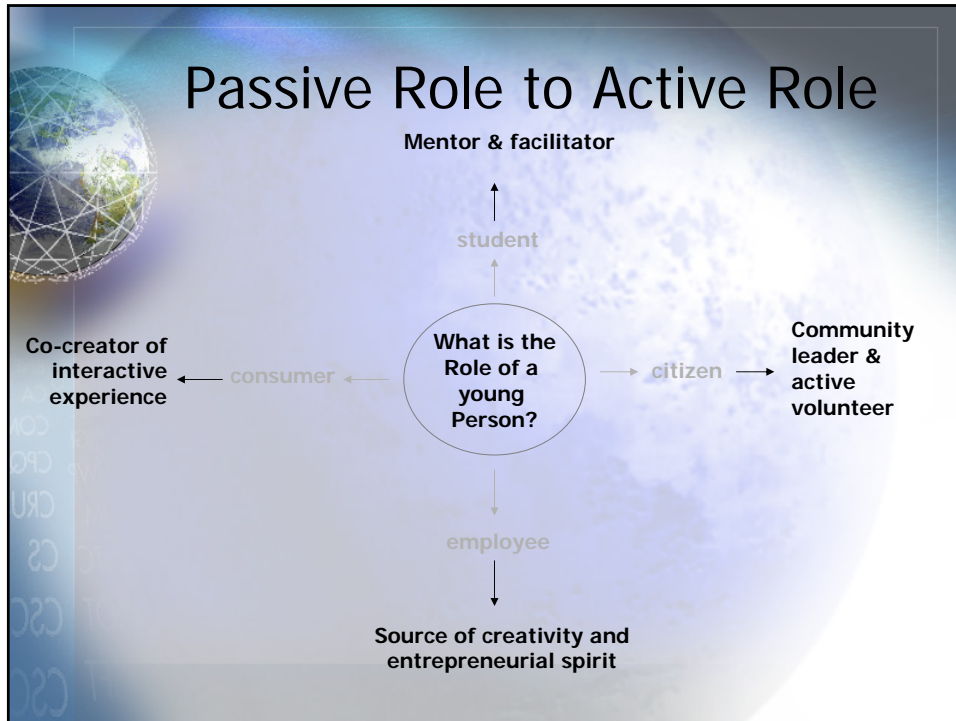 Passive Role to Active Role
Mentor & facilitator
student
What is the
Role of a
young
Person?
Co-creator of
interactive
experience
consumer
citizen
Community
leader &
active
volunteer
employee
Source of creativity and
entrepreneurial spirit